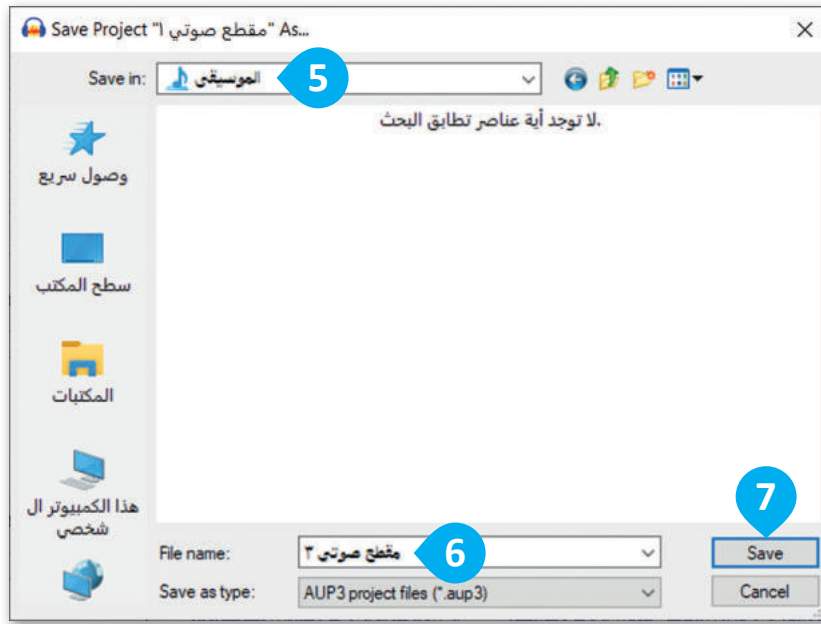 Save Project "مقطع صوتي ١" As...
Save in:
الموسيقى
5
لا توجد أية عناصر تطابق البحث.
وصول سريع
سطح المكتب
المكتبات
هذا الكمبيوتر ال
شخصي
7
File name:
مقطع صوتي ٣
6
Save
Save as type:
AUP3 project files (*.aup3)
Cancel